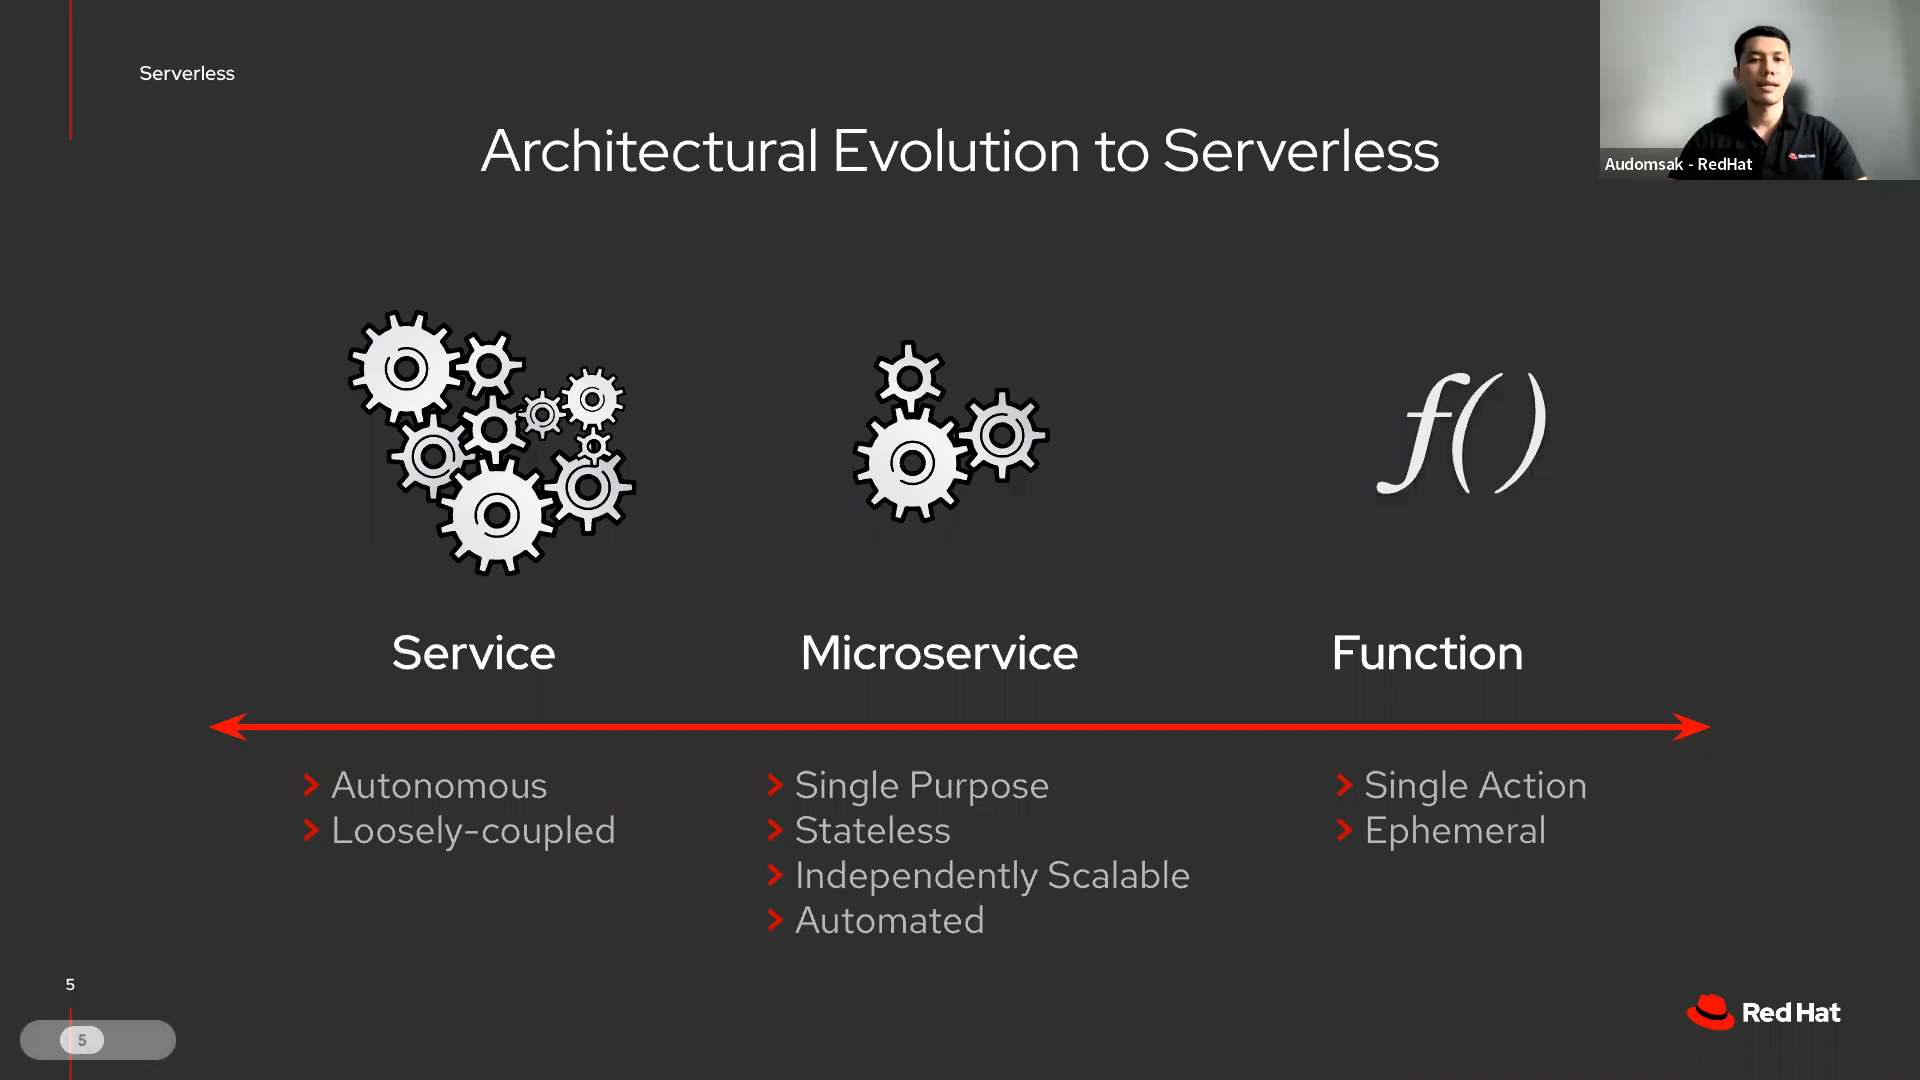 Serverless
Architectural Evolution to Serverless
Audomsak - RedHat
RedHat
f()
Service
Microservice
Function
Autonomous
Loosely-coupled
Single Purpose
Stateless
Independently Scalable
Automated
Single Action
Ephemeral
5
5
Red Hat